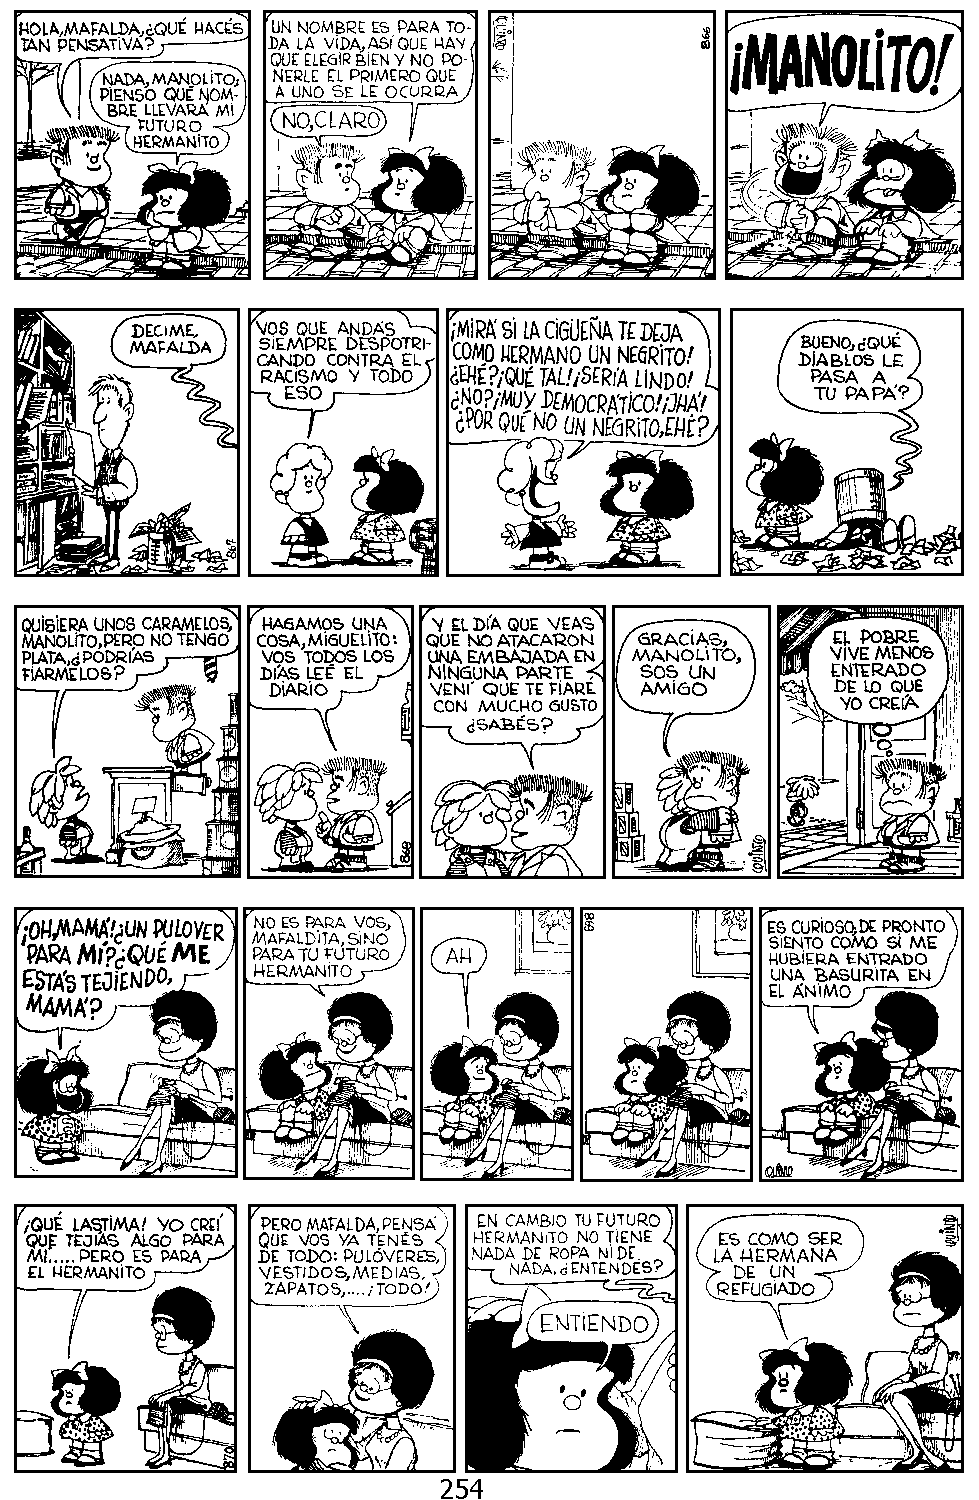 HOLA, MAFALDA, ¿QUÉ HACÉS
TAN PENSATIVA?
NADA, MANOLITO,
PIENSO QUÉ NOM-
BRE LLEVARÁ MI
FUTURO
HERMANITO
UN NOMBRE ES PARA TO-
DA LA VIDA, ASÍ QUE HAY
QUE ELEGIR BIEN Y NO PO-
NERLE EL PRIMERO QUE
A UNO SE LE OCURRA
NO, CLARO
QUINO
866
¡MANOLITO!
DECIME,
MAFALDA
867
VOS QUE ANDÁS
SIEMPRE DESPOTRI-
CANDO CONTRA EL
RACISMO Y TODO
ESO
¡MIRÁ SI LA CIGÜEÑA TE DEJA
COMO HERMANO UN NEGRITO!
¿EHÉ?¡QUÉ TAL!¡SERÍA LINDO!
¿NO?¡MUY DEMOCRÁTICO!¡JHÁ!
¿POR QUÉ NO UN NEGRITO, EHÉ?
BUENO, ¿QUÉ
DIABLOS LE
PASA A
TU PAPÁ?
QUISIERA UNOS CARAMELOS,
MANOLITO, PERO NO TENGO
PLATA, ¿PODRÍAS
FIÁRMELOS?
HAGAMOS UNA
COSA, MIGUELITO:
VOS TODOS LOS
DÍAS LEÉ EL
DIARIO
868
Y EL DÍA QUE VEAS
QUE NO ATACARON
UNA EMBAJADA EN
NINGUNA PARTE
VENÍ QUE TE FIARÉ
CON MUCHO GUSTO
¿SABÉS?
GRACIAS,
MANOLITO,
SOS UN
AMIGO
QUINO
EL POBRE
VIVE MENOS
ENTERADO
DE LO QUE
YO CREÍA
¡OH, MAMÁ!¿UN PULOVER
PARA MÍ?¿QUÉ ME
ESTÁS TEJIENDO,
MAMÁ?
NO ES PARA VOS,
MAFALDITA, SINO
PARA TU FUTURO
HERMANITO
AH
869
ES CURIOSO, DE PRONTO
SIENTO COMO SI ME
HUBIERA ENTRADO
UNA BASURITA EN
EL ÁNIMO
QUINO
¡QUÉ LÁSTIMA! YO CREÍ
QUE TEJÍAS ALGO PARA
MÍ.....PERO ES PARA
EL HERMANITO
870
PERO MAFALDA, PENSÁ
QUE VOS YA TENÉS
DE TODO: PULÓVERES,
VESTIDOS, MEDIAS,
ZAPATOS,....¡TODO!
EN CAMBIO TU FUTURO
HERMANITO NO TIENE
NADA DE ROPA NI DE
NADA. ¿ENTENDÉS?
ENTIENDO
ES COMO SER
LA HERMANA
DE UN
REFUGIADO
QUINO
254